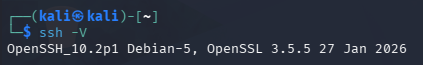 ┌──(kali㉿kali)-[~]
└─$ ssh -V
OpenSSH_10.2p1 Debian-5, OpenSSL 3.5.5 27 Jan 2026